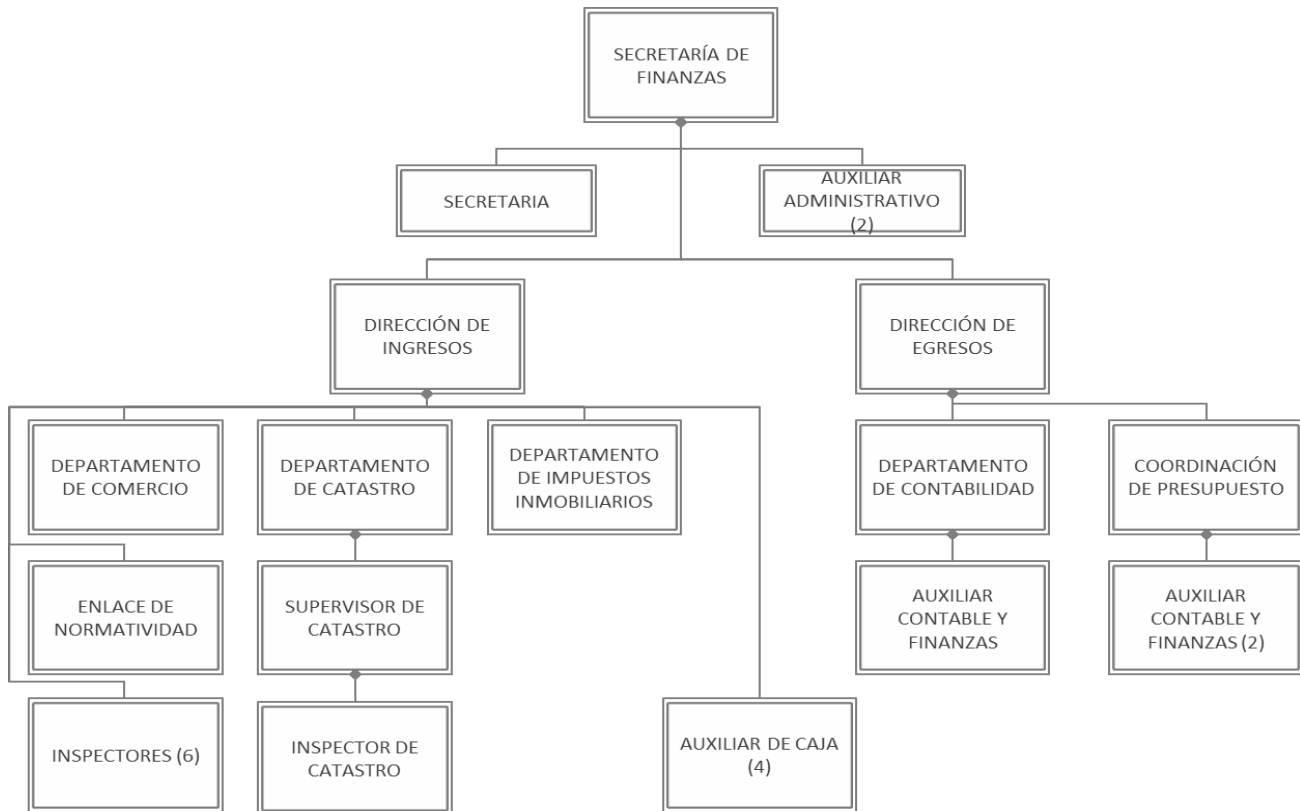 SECRETARÍA DE
FINANZAS
SECRETARIA
AUXILIAR
ADMINISTRATIVO
(2)
DIRECCIÓN DE
INGRESOS
DIRECCIÓN DE
EGRESOS
DEPARTAMENTO
DE COMERCIO
DEPARTAMENTO
DE CATASTRO
DEPARTAMENTO
DE IMPUESTOS
INMOBILIARIOS
DEPARTAMENTO
DE CONTABILIDAD
COORDINACIÓN
DE PRESUPUESTO
ENLACE DE
NORMATIVIDAD
SUPERVISOR DE
CATASTRO
AUXILIAR
CONTABLE Y
FINANZAS
AUXILIAR
CONTABLE Y
FINANZAS (2)
INSPECTORES (6)
INSPECTOR DE
CATASTRO
AUXILIAR DE CAJA
(4)